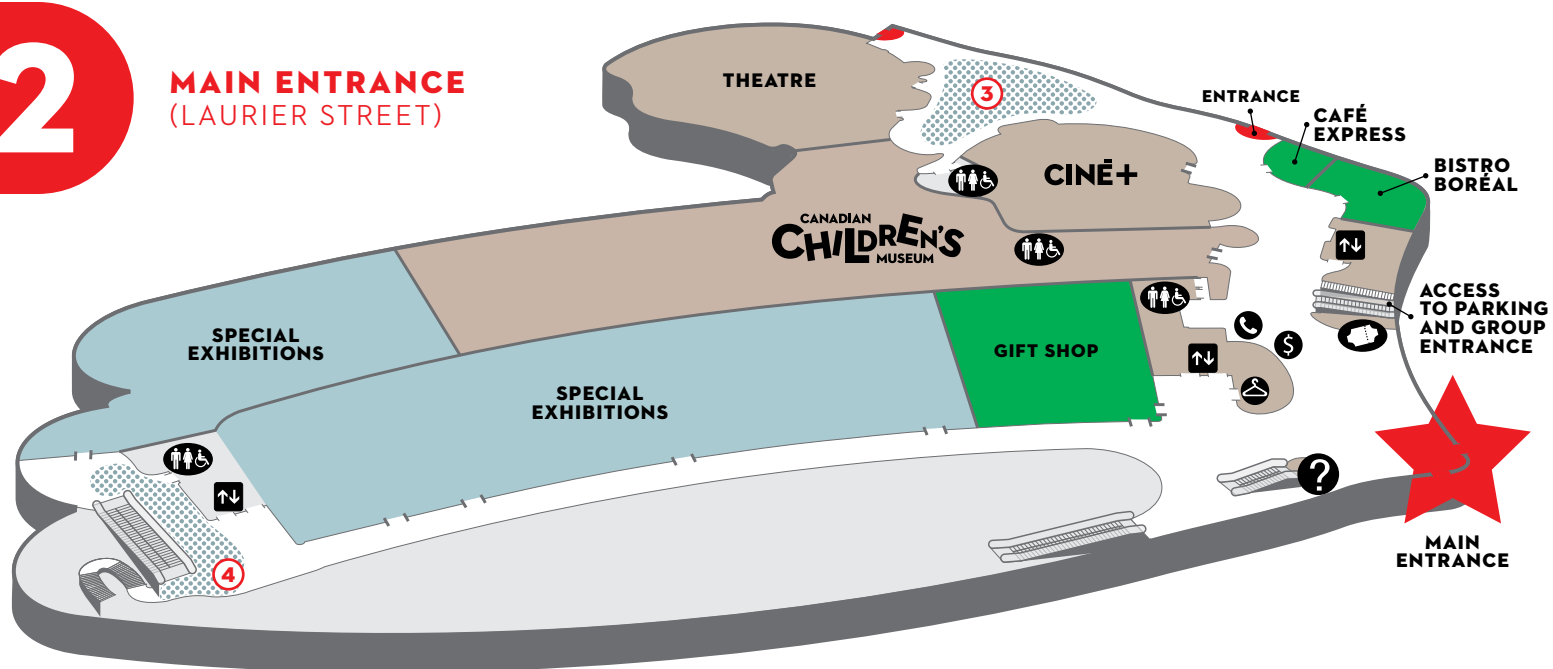 2
MAIN ENTRANCE
(LAURIER STREET)
THEATRE
3
ENTRANCE
CAFÉ
EXPRESS
BISTRO
BORÉAL
CINÉ+
CANADIAN
CHILDREN'S
MUSEUM
ACCESS
TO PARKING
AND GROUP
ENTRANCE
SPECIAL
EXHIBITIONS
GIFT SHOP
$
SPECIAL
EXHIBITIONS
?
MAIN
ENTRANCE
4